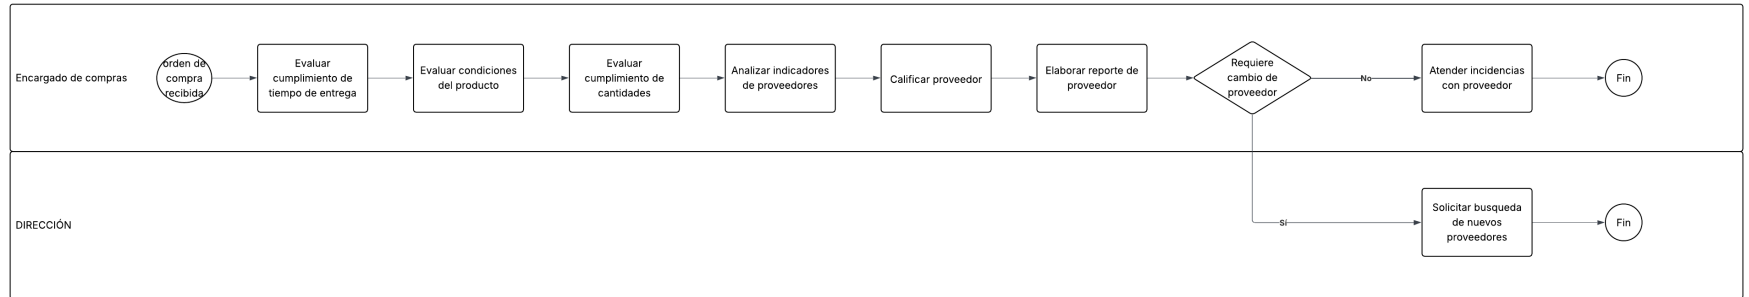 Encargado de compras
orden de
compra
recibida
Evaluar
cumplimiento de
tiempo de entrega
Evaluar condiciones
del producto
Evaluar
cumplimiento de
cantidades
Analizar indicadores
de proveedores
Calificar proveedor
Elaborar reporte de
proveedor
Requiere
cambio de
proveedor
No
Atender incidencias
con proveedor
Fin
DIRECCIÓN
sí
Solicitar busqueda
de nuevos
proveedores
Fin